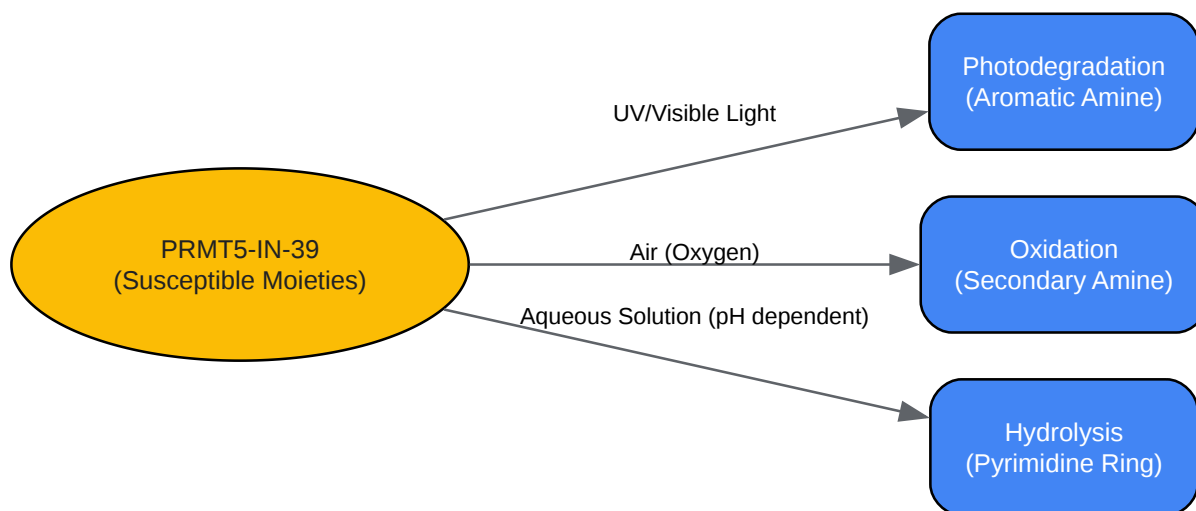 Photodegradation
(Aromatic Amine)
UV/Visible Light
PRMT5-IN-39
(Susceptible Moieties)
Air (Oxygen)
Oxidation
(Secondary Amine)
Aqueous Solution (pH dependent)
Hydrolysis
(Pyrimidine Ring)